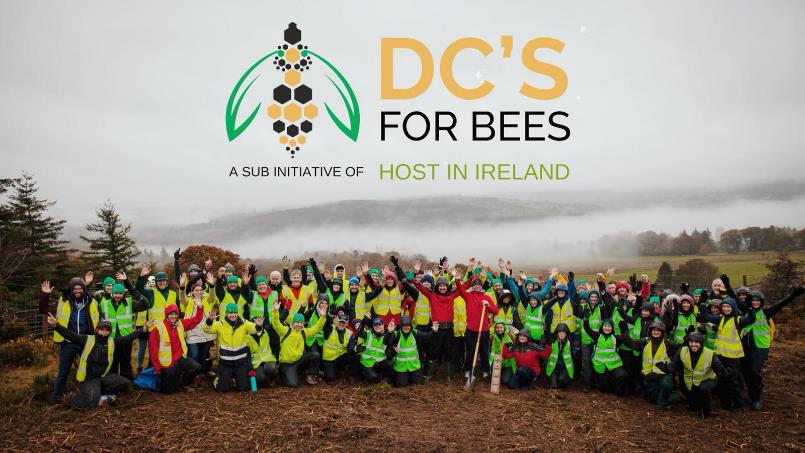 DC'S
FOR BEES
A SUB INITIATIVE OF HOST IN IRELAND